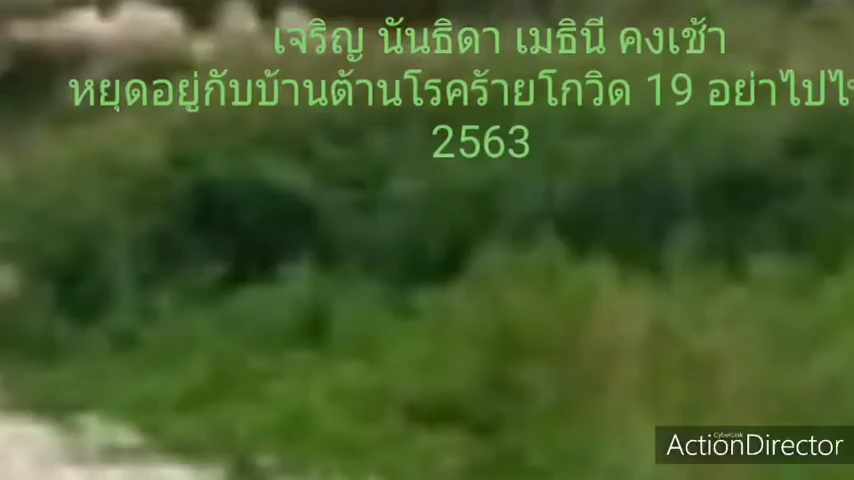 เจริญ นันธิดา เมธินี คงเช้า
หยุดอยู่กับบ้านต้านโรคร้ายโกวิด 19 อย่าไปไ
2563
CyberLink
ActionDirector